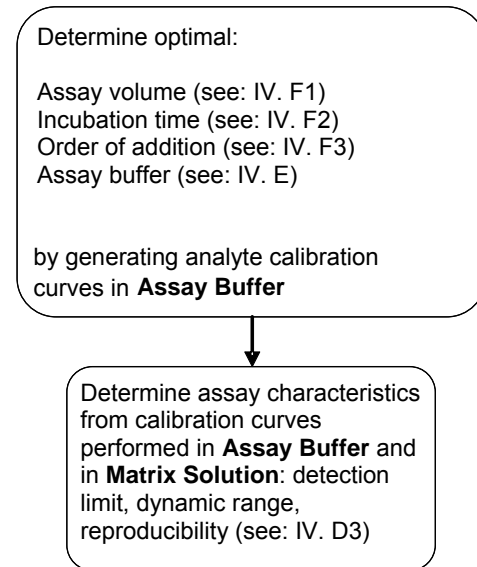 Determine optimal:
Assay volume (see: IV. F1)
Incubation time (see: IV. F2)
Order of addition (see: IV. F3)
Assay buffer (see: IV. E)
by generating analyte calibration
curves in Assay Buffer
Determine assay characteristics
from calibration curves
performed in Assay Buffer and
in Matrix Solution: detection
limit, dynamic range,
reproducibility (see: IV. D3)